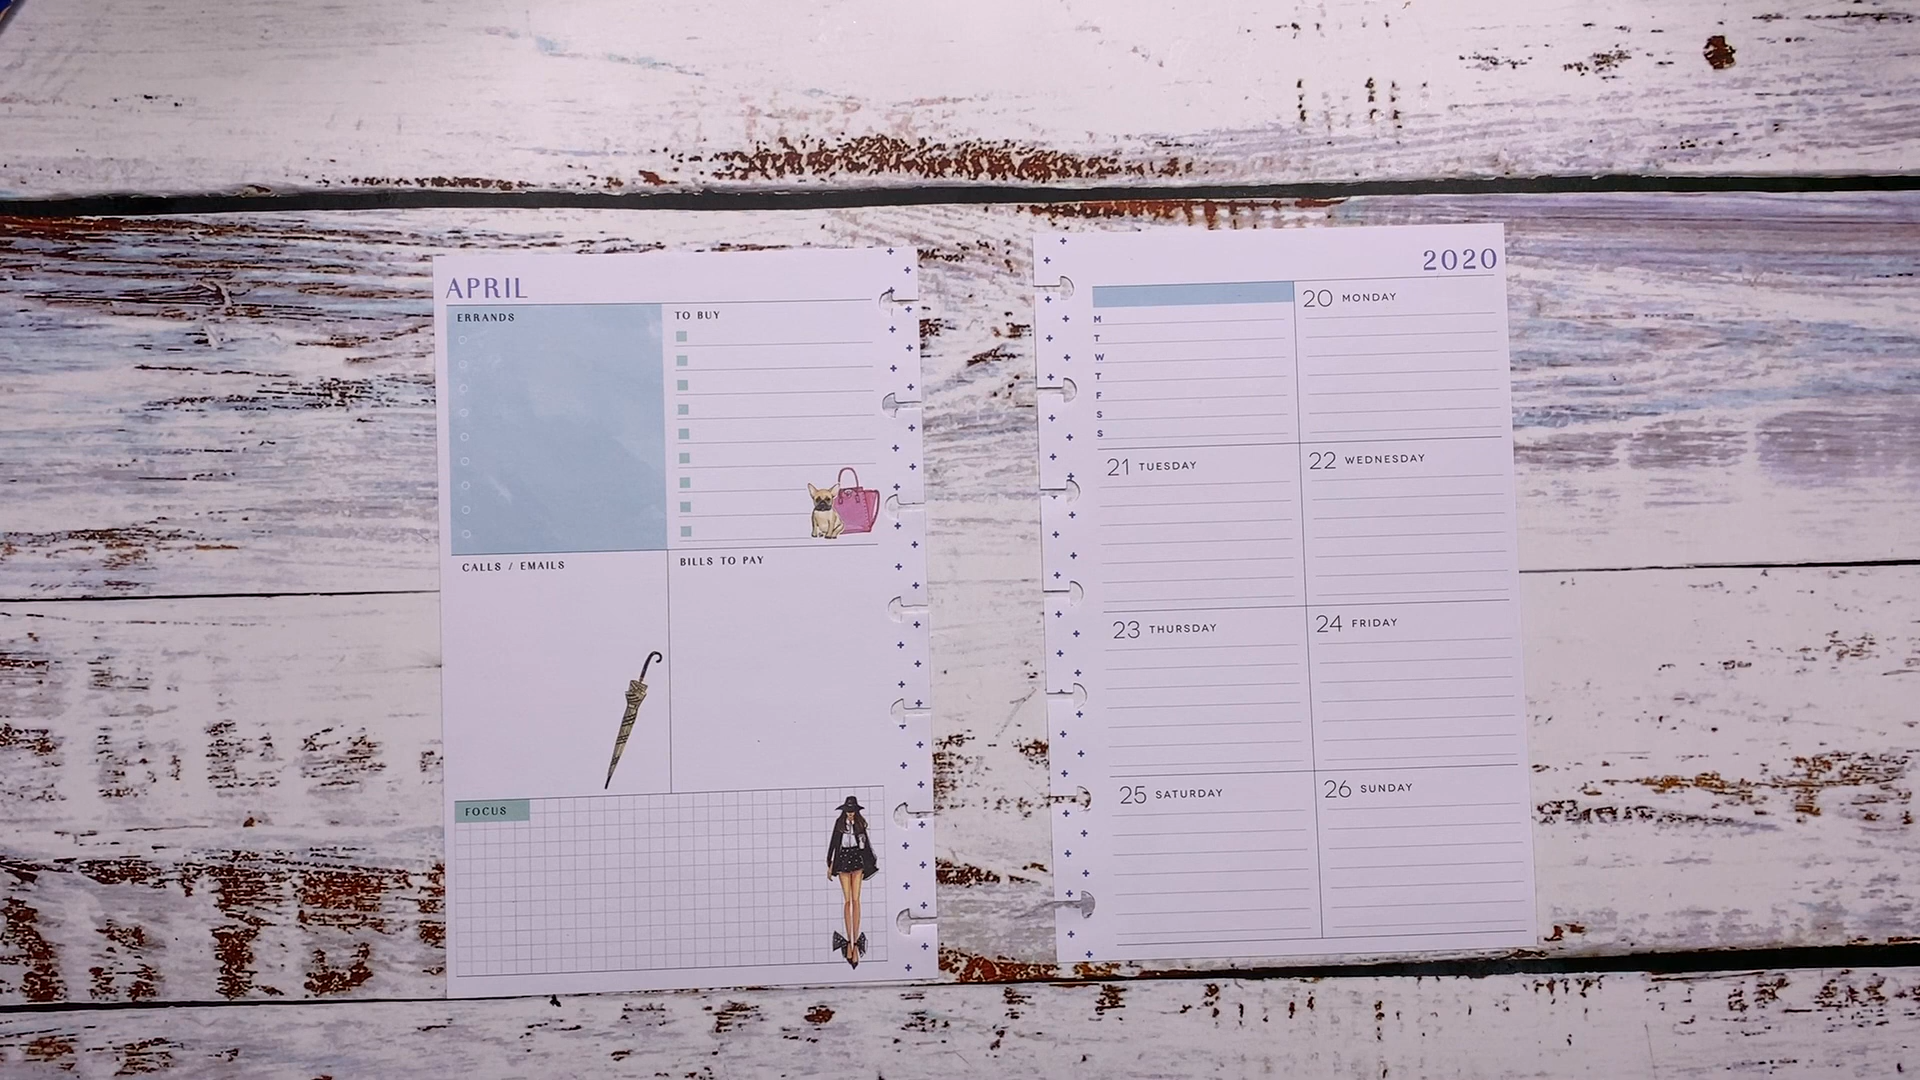 APRIL
ERRANDS
TO BUY
CALLS / EMAILS
BILLS TO PAY
FOCUS
2020
M
T
W
T
F
S
S
20 MONDAY
21 TUESDAY
22 WEDNESDAY
23 THURSDAY
24 FRIDAY
25 SATURDAY
26 SUNDAY